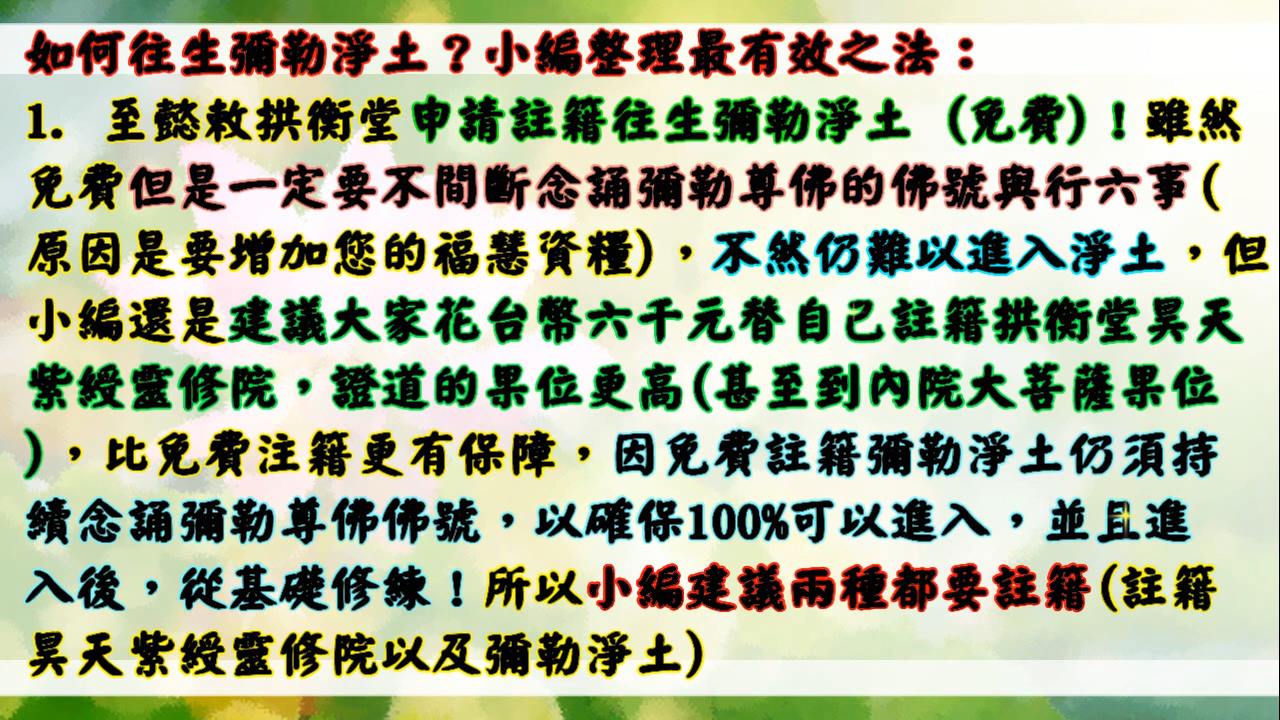 如何往生彌勒淨土？小編整理最有效之法：
1. 至懿敕拱衡堂申請註籍往生彌勒淨土（免費）！雖然
免費但是一定要不間斷念誦彌勒尊佛的佛號與行六事(
原因是要增加您的福慧資糧)，不然仍難以進入淨土，但
小編還是建議大家花台幣六千元替自己註籍拱衡堂昊天
紫綬靈修院，證道的果位更高(甚至到內院大菩薩果位
)，比免費注籍更有保障，因免費註籍彌勒淨土仍須持
續念誦彌勒尊佛佛號，以確保100%可以進入，並且進
入後，從基礎修練！所以小編建議兩種都要註籍(註籍
昊天紫綬靈修院以及彌勒淨土)